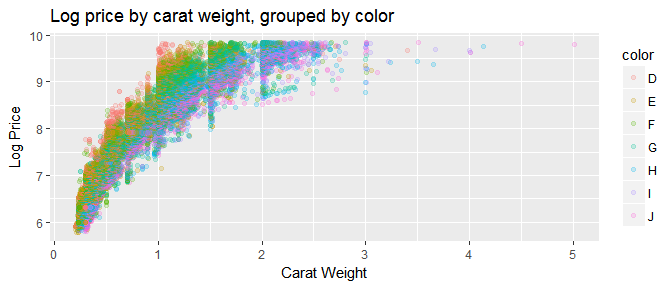 Log price by carat weight, grouped by color
10
9
8
7
6
Log Price
0
1
2
3
4
5
Carat Weight
color
D
E
F
G
H
I
J